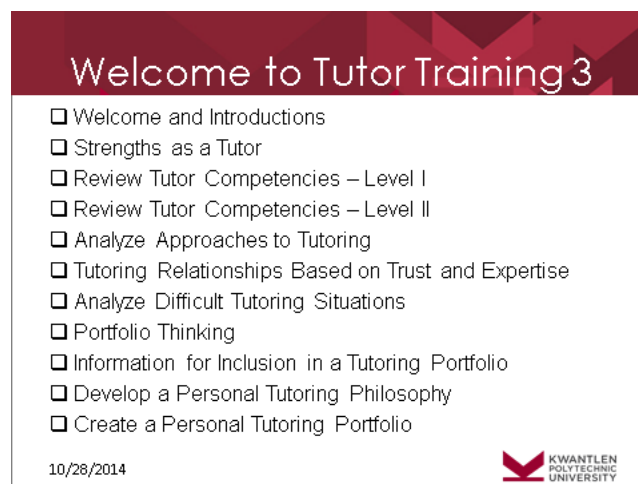 Welcome to Tutor Training 3
❑ Welcome and Introductions
❑ Strengths as a Tutor
❑ Review Tutor Competencies – Level I
❑ Review Tutor Competencies – Level II
❑ Analyze Approaches to Tutoring
❑ Tutoring Relationships Based on Trust and Expertise
❑ Analyze Difficult Tutoring Situations
❑ Portfolio Thinking
❑ Information for Inclusion in a Tutoring Portfolio
❑ Develop a Personal Tutoring Philosophy
❑ Create a Personal Tutoring Portfolio
10/28/2014
KWANTLEN
POLYTECHNIC
UNIVERSITY